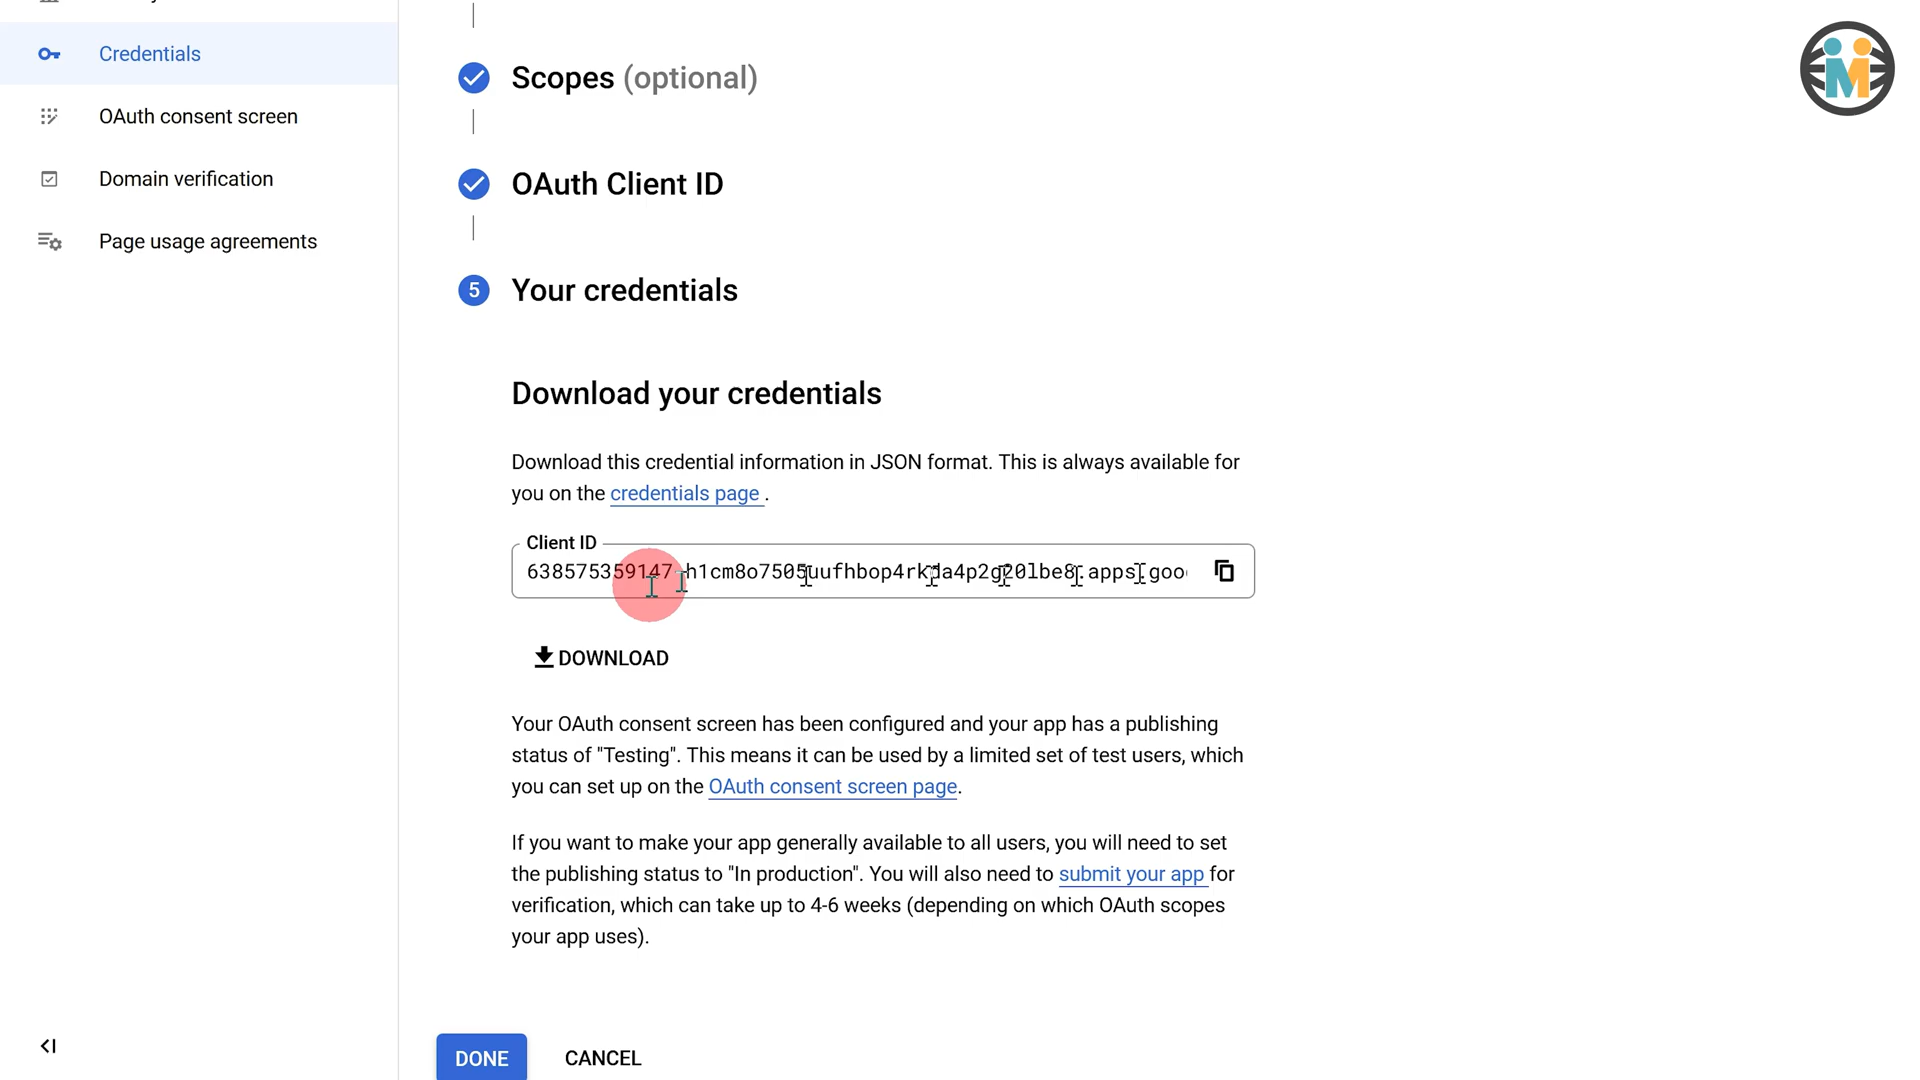 Credentials
OAuth consent screen
Domain verification
Page usage agreements
Scopes (optional)
OAuth Client ID
5 Your credentials
Download your credentials
Download this credential information in JSON format. This is always available for
you on the credentials page .
Client ID
DOWNLOAD
Your OAuth consent screen has been configured and your app has a publishing
status of "Testing". This means it can be used by a limited set of test users, which
you can set up on the OAuth consent screen page.
If you want to make your app generally available to all users, you will need to set
the publishing status to "In production". You will also need to submit your app for
verification, which can take up to 4-6 weeks (depending on which OAuth scopes
your app uses).
DONE
CANCEL
M